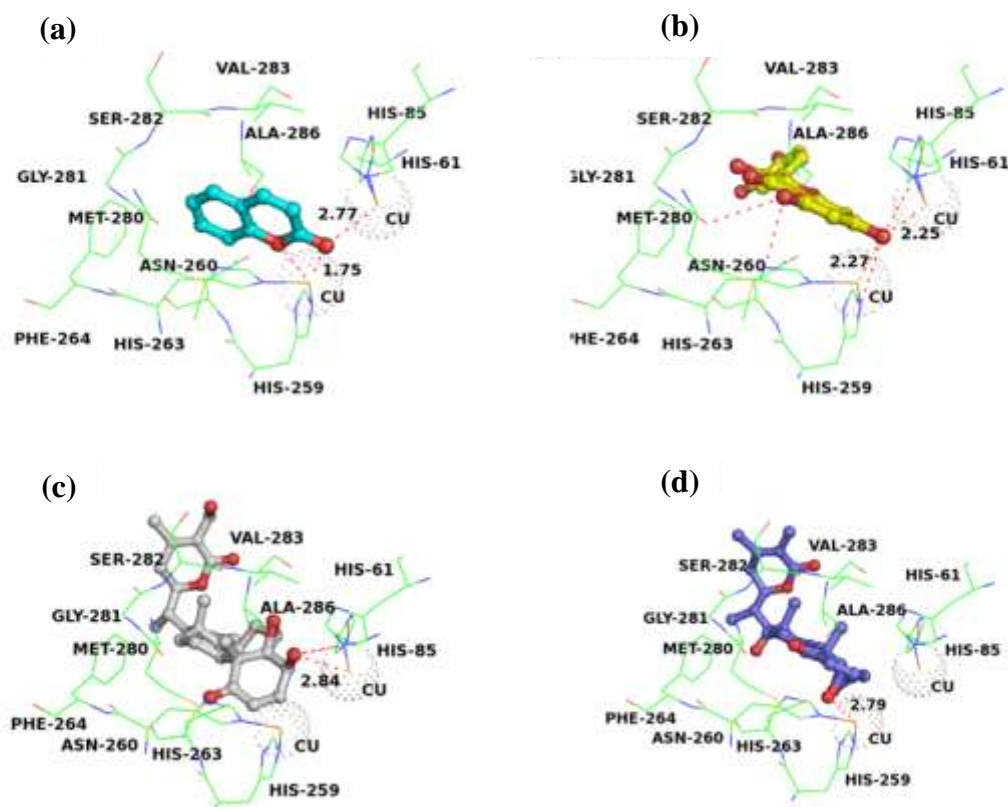 (a)
VAL-283
HIS-85
SER-282
ALA-286
HIS-61
GLY-281
2.77
CU
MET-280
1.75
ASN-260
CU
PHE-264
HIS-263
HIS-259
(b)
VAL-283
HIS-85
SER-282
ALA-286
HIS-61
GLY-281
MET-280
CU
2.25
ASN-260
2.27
CU
HE-264
HIS-263
HIS-259
(c)
VAL-283
SER-282
HIS-61
ALA-286
GLY-281
MET-280
HIS-85
2.84
CU
PHE-264
ASN-260
HIS-263
CU
HIS-259
(d)
VAL-283
SER-282
HIS-61
GLY-281
ALA-286
MET-280
HIS-85
CU
2.79
PHE-264
ASN-260
HIS-263
CU
HIS-259